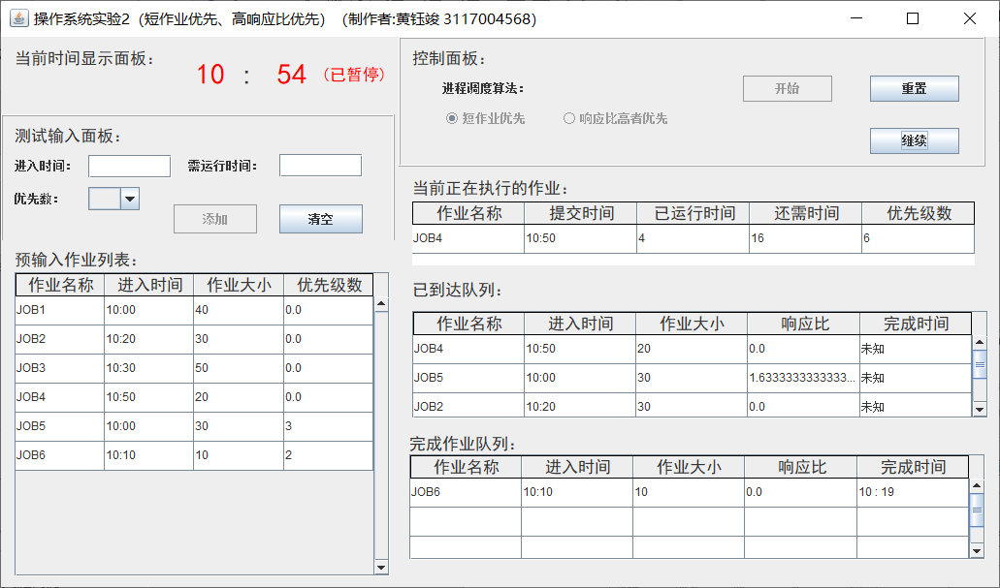 操作系统实验2（短作业优先、高响应比优先）（制作者:黄钰竣 3117004568）
当前时间显示面板：
10 : 54 （已暂停）
测试输入面板：
进入时间： 需运行时间：
优先数：
添加 清空
预输入作业列表：
作业名称 进入时间 作业大小 优先级数
JOB1 10:00 40 0.0
JOB2 10:20 30 0.0
JOB3 10:30 50 0.0
JOB4 10:50 20 0.0
JOB5 10:00 30 3
JOB6 10:10 10 2
控制面板：
进程调度算法：
开始 重置
短作业优先 响应比高者优先
继续
当前正在执行的作业：
作业名称 提交时间 已运行时间 还需时间 优先级数
JOB4 10:50 4 16 6
已到达队列：
作业名称 进入时间 作业大小 响应比 完成时间
JOB4 10:50 20 0.0 未知
JOB5 10:00 30 1.6333333333333... 未知
JOB2 10:20 30 0.0 未知
完成作业队列：
作业名称 进入时间 作业大小 响应比 完成时间
JOB6 10:10 10 0.0 10 : 19